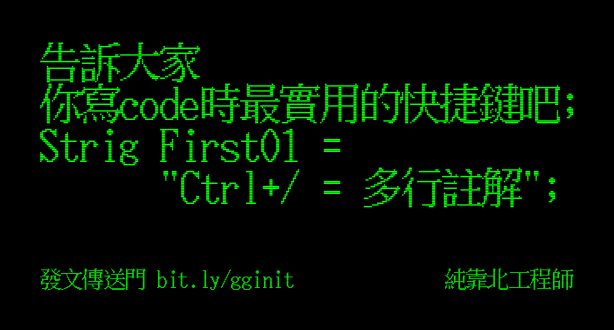 告訴大家
你寫code時最實用的快捷鍵吧;
Strig First01 =
"Ctrl+/ = 多行註解";
發文傳送門 bit.ly/gginit
純靠北工程師